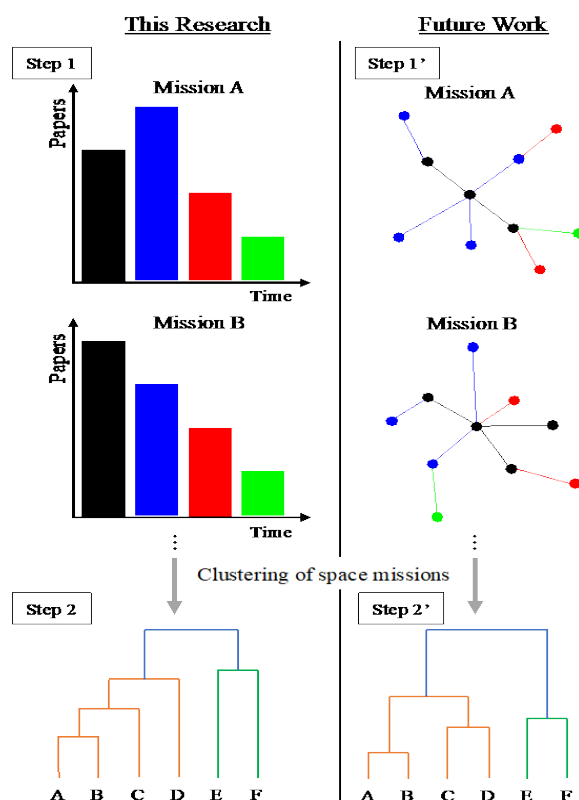 This Research
Future Work
Step 1
Mission A
Papers
Time
Mission B
Papers
Time
Step 1’
Mission A
Mission B
Clustering of space missions
Step 2
A B C D E F
Step 2’
A B C D E F